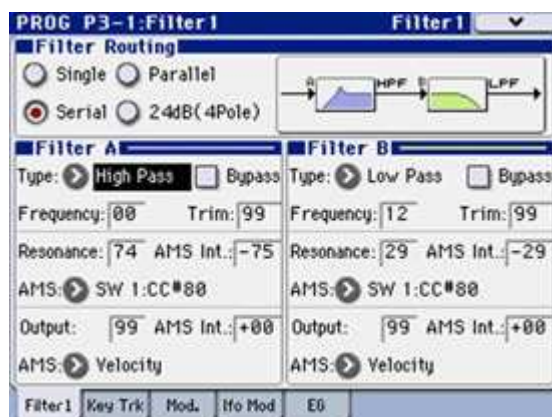 PROG P3-1:Filter1 Filter1
Filter Routing
Single Parallel
Serial 24dB(4Pole)
A HPF B LPF
Filter A
Type: High Pass Bypass
Frequency: 00 Trim: 99
Resonance: 74 AMS Int.: -75
AMS: SW 1:CC#80
Output: 99 AMS Int.: +00
AMS: Velocity
Filter B
Type: Low Pass Bypass
Frequency: 12 Trim: 99
Resonance: 29 AMS Int.: -29
AMS: SW 1:CC#80
Output: 99 AMS Int.: +00
AMS: Velocity
Filter1 Key Trk Mod. lfo Mod EG